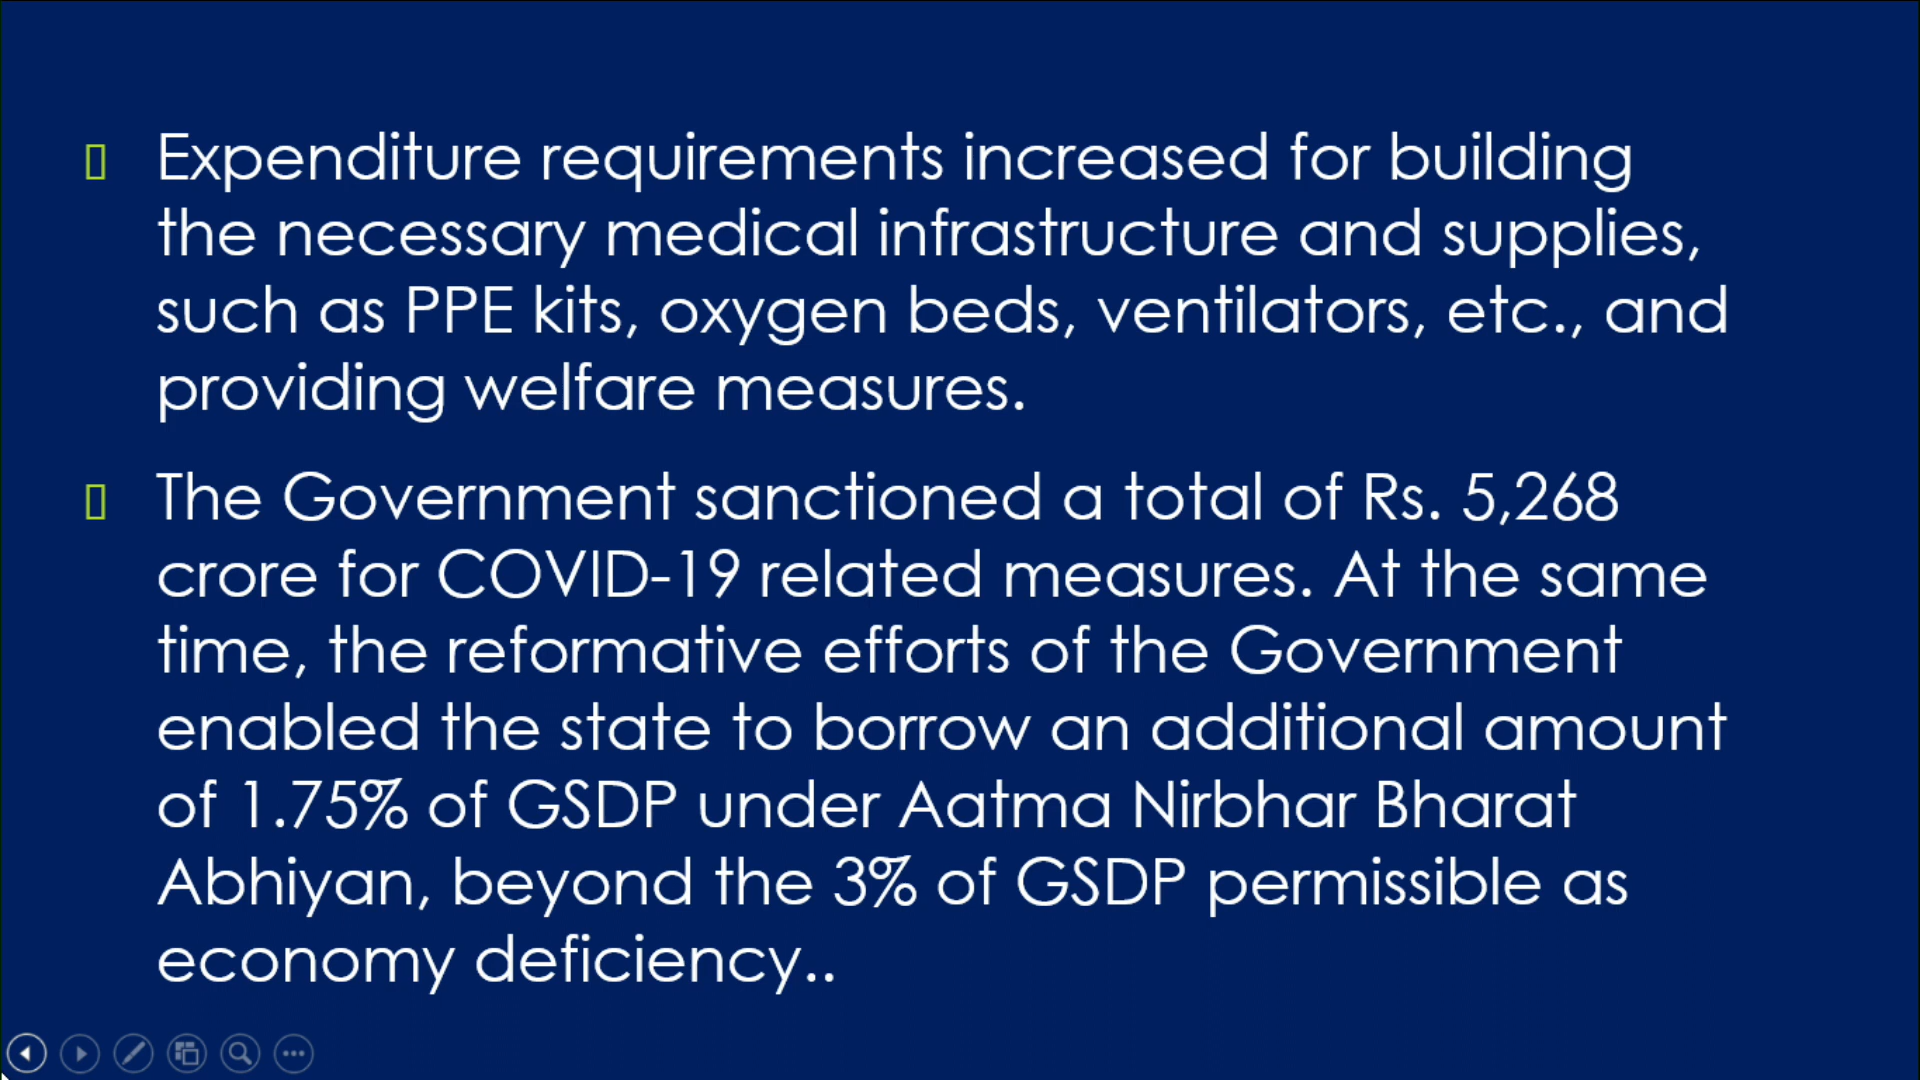 Expenditure requirements increased for building
the necessary medical infrastructure and supplies,
such as PPE kits, oxygen beds, ventilators, etc., and
providing welfare measures.
The Government sanctioned a total of Rs. 5,268
crore for COVID-19 related measures. At the same
time, the reformative efforts of the Government
enabled the state to borrow an additional amount
of 1.75% of GSDP under Aatma Nirbhar Bharat
Abhiyan, beyond the 3% of GSDP permissible as
economy deficiency..